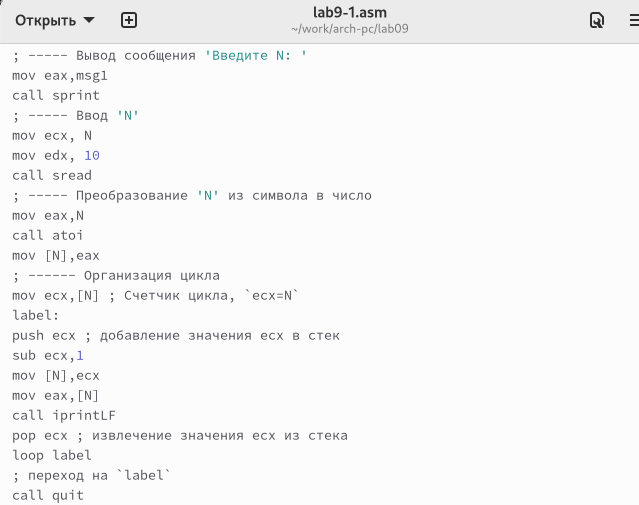 Открыть
lab9-1.asm
~/work/arch-pc/lab09
; ----- Вывод сообщения 'Введите N: '
mov eax,msg1
call sprint
; ----- Ввод 'N'
mov ecx, N
mov edx, 10
call sread
; ----- Преобразование 'N' из символа в число
mov eax,N
call atoi
mov [N],eax
; ------ Организация цикла
mov ecx,[N] ; Счетчик цикла, `ecx=N`
label:
push ecx ; добавление значения ecx в стек
sub ecx,1
mov [N],ecx
mov eax,[N]
call iprintLF
pop ecx ; извлечение значения ecx из стека
loop label
; переход на `label`
call quit